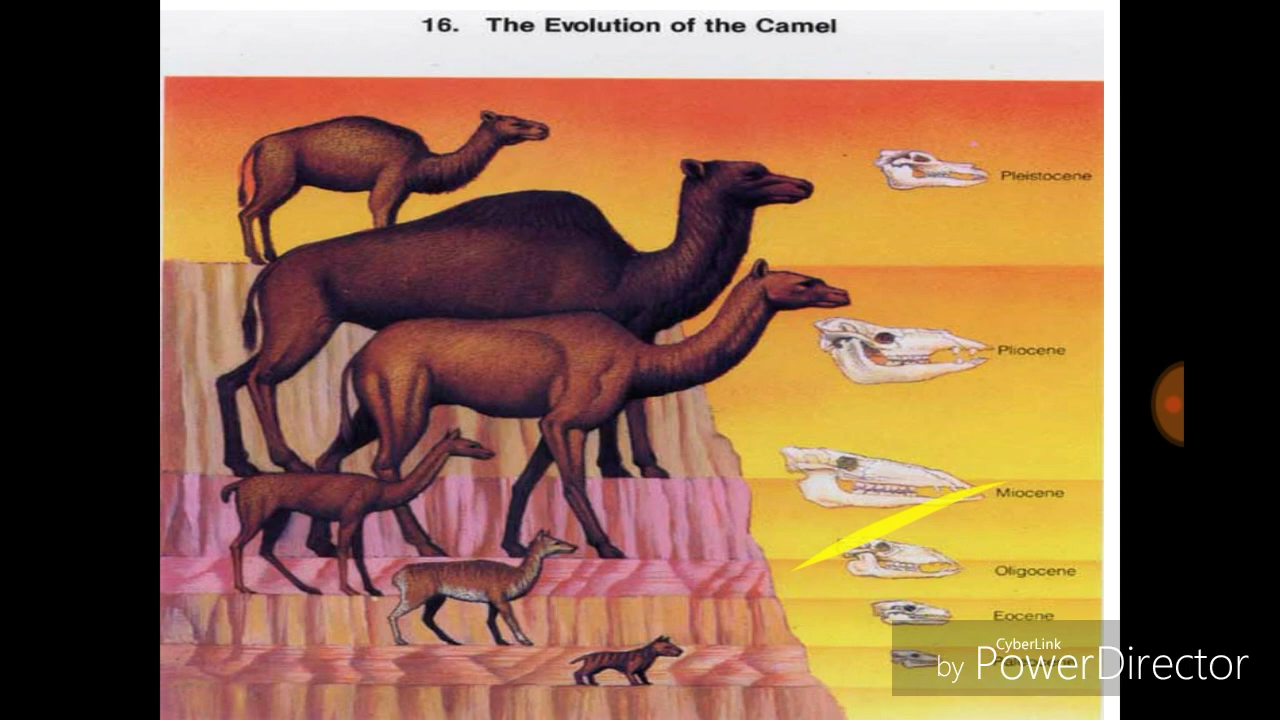 16. The Evolution of the Camel
Pleistocene
Pliocene
Miocene
Oligocene
Eocene
CyberLink
by PowerDirector